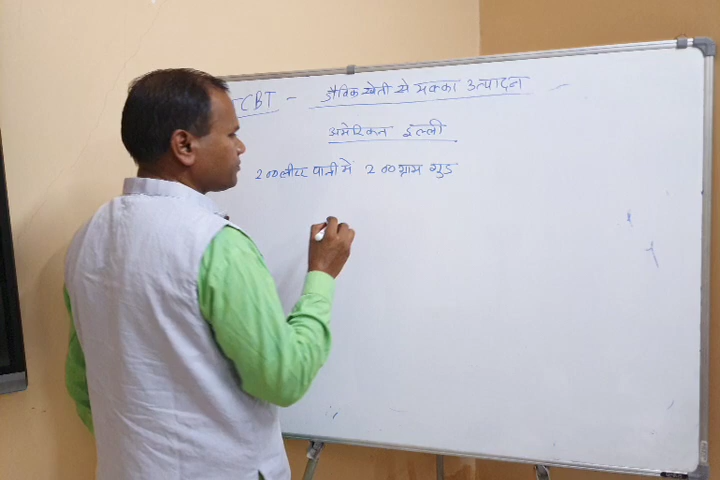 CBT - जैविक खेती से मक्का उत्पादन
अमेरिकन इल्ली
200 लीटर पानी में 200 ग्राम गुड